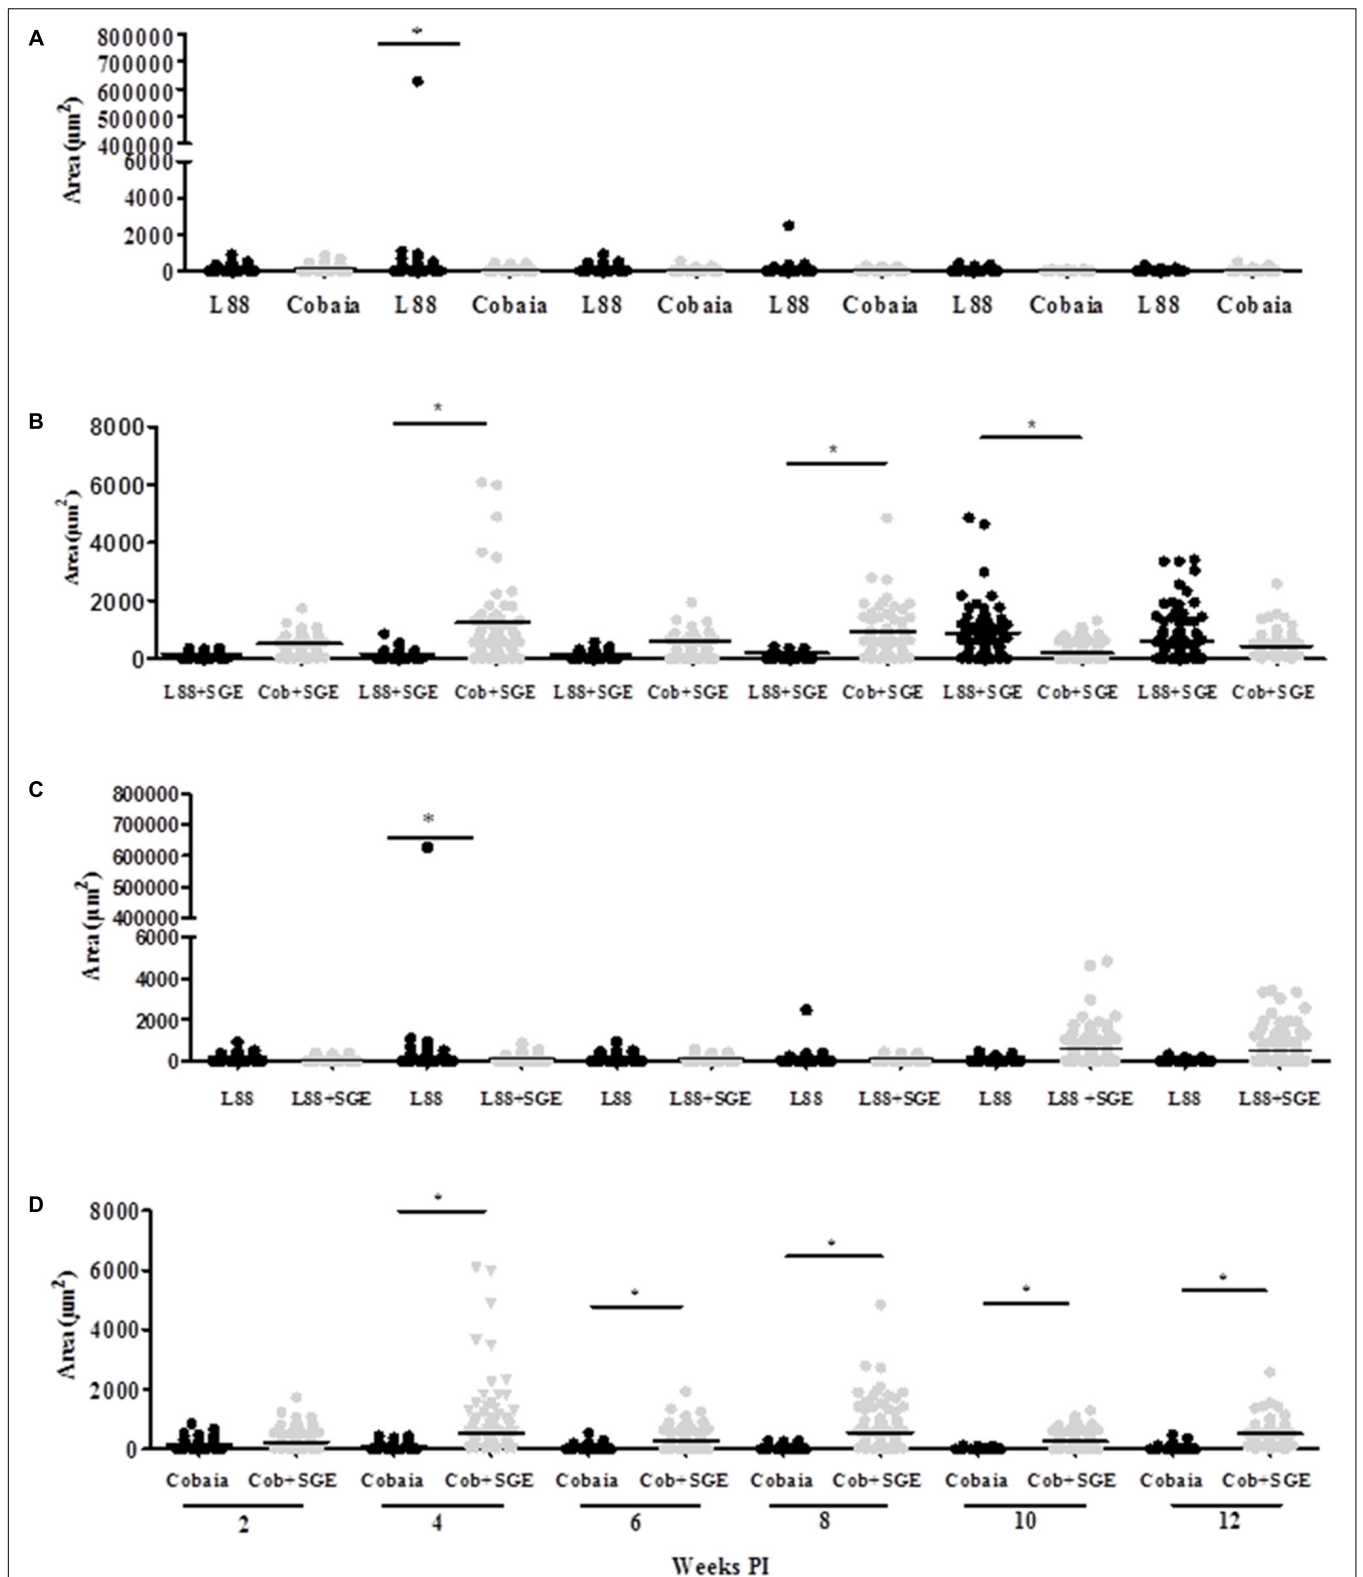 A
800000
*
700000
600000
500000
400000
6000
4000
2000
0
Area (µm²)
L88 Cobaia L88 Cobaia L88 Cobaia L88 Cobaia L88 Cobaia L88 Cobaia
B
8000
6000
4000
2000
0
Area (µm²)
* * *
L88+SGE Cob+SGE L88+SGE Cob+SGE L88+SGE Cob+SGE L88+SGE Cob+SGE L88+SGE Cob+SGE L88+SGE Cob+SGE
C
800000
700000
600000
500000
400000
6000
4000
2000
0
Area (µm²)
*
L88 L88+SGE L88 L88+SGE L88 L88+SGE L88 L88+SGE L88 L88 +SGE L88 L88+SGE
D
8000
6000
4000
2000
0
Area (µm²)
* * * * *
Cobaia Cob+SGE Cobaia Cob+SGE Cobaia Cob+SGE Cobaia Cob+SGE Cobaia Cob+SGE Cobaia Cob+SGE
2 4 6 8 10 12
Weeks PI